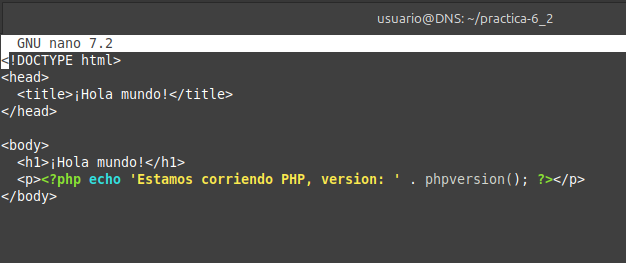 usuario@DNS: ~/practica-6_2
GNU nano 7.2
<!DOCTYPE html>
<head>
  <title>¡Hola mundo!</title>
</head>

<body>
  <h1>¡Hola mundo!</h1>
  <p><?php echo 'Estamos corriendo PHP, version: ' . phpversion(); ?></p>
</body>